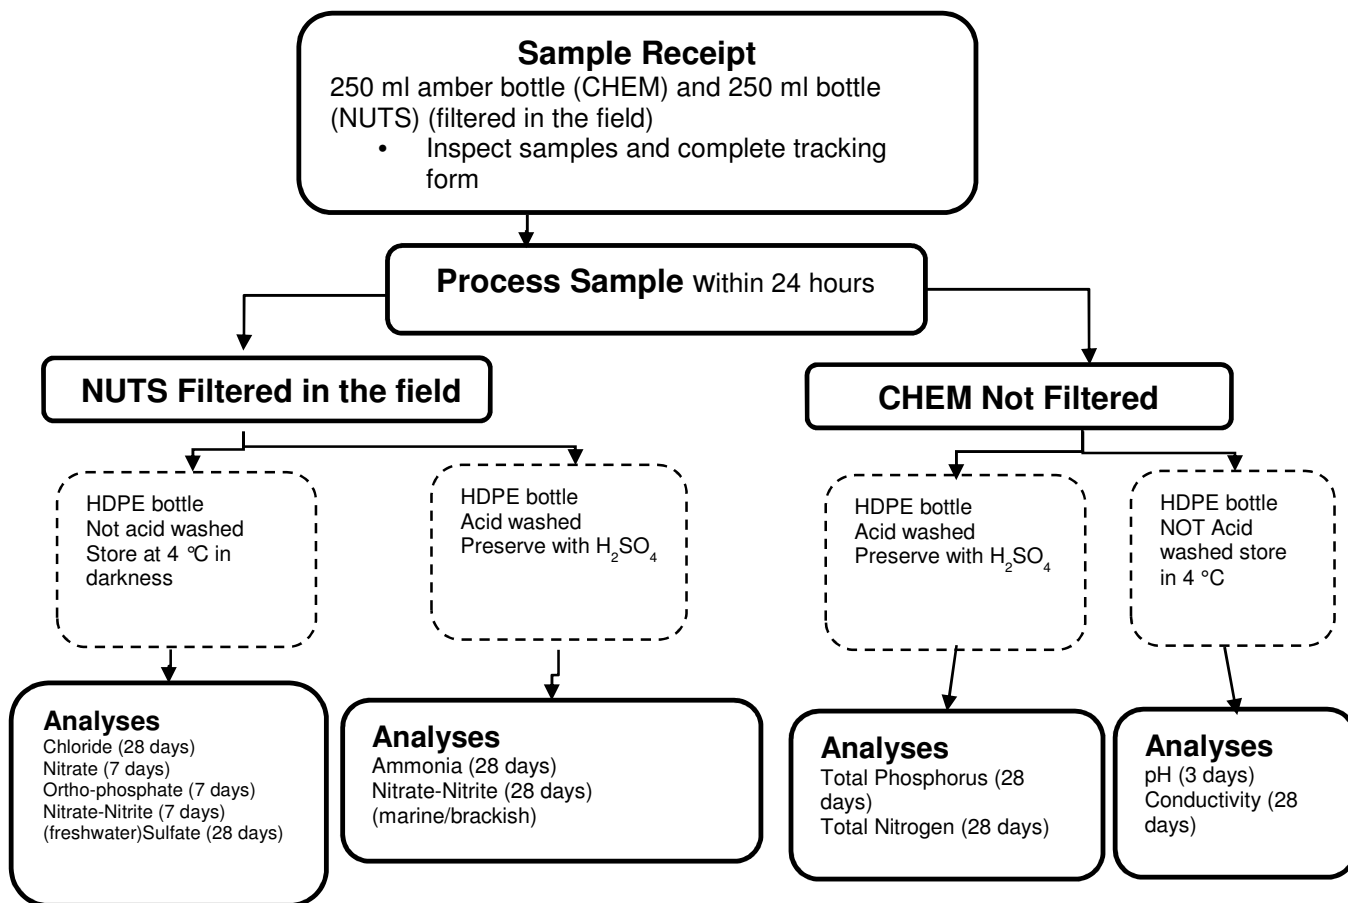 Sample Receipt
250 ml amber bottle (CHEM) and 250 ml bottle
(NUTS) (filtered in the field)
• Inspect samples and complete tracking
form
Process Sample within 24 hours
NUTS Filtered in the field
CHEM Not Filtered
HDPE bottle
Not acid washed
Store at 4 °C in
darkness
HDPE bottle
Acid washed
Preserve with H₂SO₄
HDPE bottle
Acid washed
Preserve with H₂SO₄
HDPE bottle
NOT Acid
washed store
in 4 °C
Analyses
Chloride (28 days)
Nitrate (7 days)
Ortho-phosphate (7 days)
Nitrate-Nitrite (7 days)
(freshwater)Sulfate (28 days)
Analyses
Ammonia (28 days)
Nitrate-Nitrite (28 days)
(marine/brackish)
Analyses
Total Phosphorus (28
days)
Total Nitrogen (28 days)
Analyses
pH (3 days)
Conductivity (28
days)